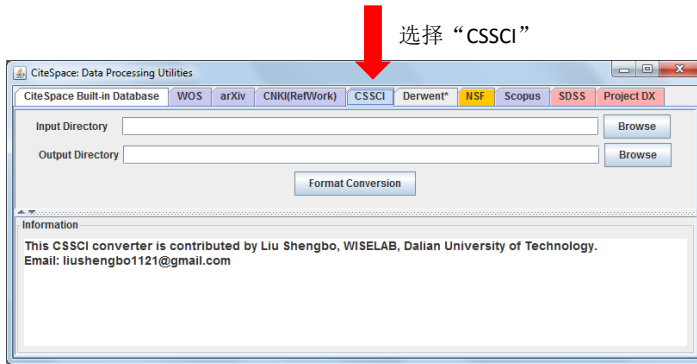 选择“CSSCI”
CiteSpace: Data Processing Utilities
CiteSpace Built-in Database WOS arXiv CNKI(RefWork) CSSCI Derwent* NSF Scopus SDSS Project DX
Input Directory Browse
Output Directory Browse
Format Conversion
Information
This CSSCI converter is contributed by Liu Shengbo, WISELAB, Dalian University of Technology.
Email: liushengbo1121@gmail.com